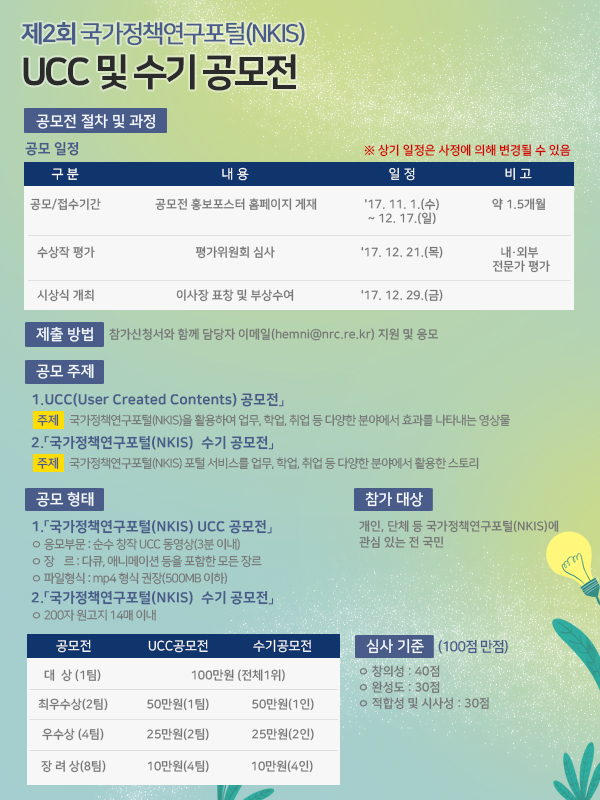 제2회 국가정책연구포털(NKIS)
UCC 및 수기 공모전
공모전 절차 및 과정
공모 일정
※ 상기 일정은 사정에 의해 변경될 수 있음
구 분 내 용 일 정 비 고
공모/접수기간 공모전 홍보포스터 홈페이지 게재 '17. 11. 1.(수) 약 1.5개월
~ 12. 17.(일)
수상작 평가 평가위원회 심사 '17. 12. 21.(목) 내·외부
전문가 평가
시상식 개최 이사장 표창 및 부상수여 '17. 12. 29.(금)
제출 방법 참가신청서와 함께 담당자 이메일(hemni@nrc.re.kr) 지원 및 응모
공모 주제
1.UCC(User Created Contents) 공모전」
주제 국가정책연구포털(NKIS)을 활용하여 업무, 학업, 취업 등 다양한 분야에서 효과를 나타내는 영상물
2.「국가정책연구포털(NKIS) 수기 공모전」
주제 국가정책연구포털(NKIS) 포털 서비스를 업무, 학업, 취업 등 다양한 분야에서 활용한 스토리
공모 형태
1.「국가정책연구포털(NKIS) UCC 공모전」
ㅇ 응모부문 : 순수 창작 UCC 동영상(3분 이내)
ㅇ 장 르 : 다큐, 애니메이션 등을 포함한 모든 장르
ㅇ 파일형식 : mp4 형식 권장(500MB 이하)
2.「국가정책연구포털(NKIS) 수기 공모전」
ㅇ 200자 원고지 14매 이내
참가 대상
개인, 단체 등 국가정책연구포털(NKIS)에
관심 있는 전 국민
공모전 UCC공모전 수기공모전
대 상 (1팀) 100만원 (전체1위)
최우수상(2팀) 50만원(1팀) 50만원(1인)
우수상 (4팀) 25만원(2팀) 25만원(2인)
장 려 상(8팀) 10만원(4팀) 10만원(4인)
심사 기준 (100점 만점)
ㅇ 창의성 : 40점
ㅇ 완성도 : 30점
ㅇ 적합성 및 시사성 : 30점